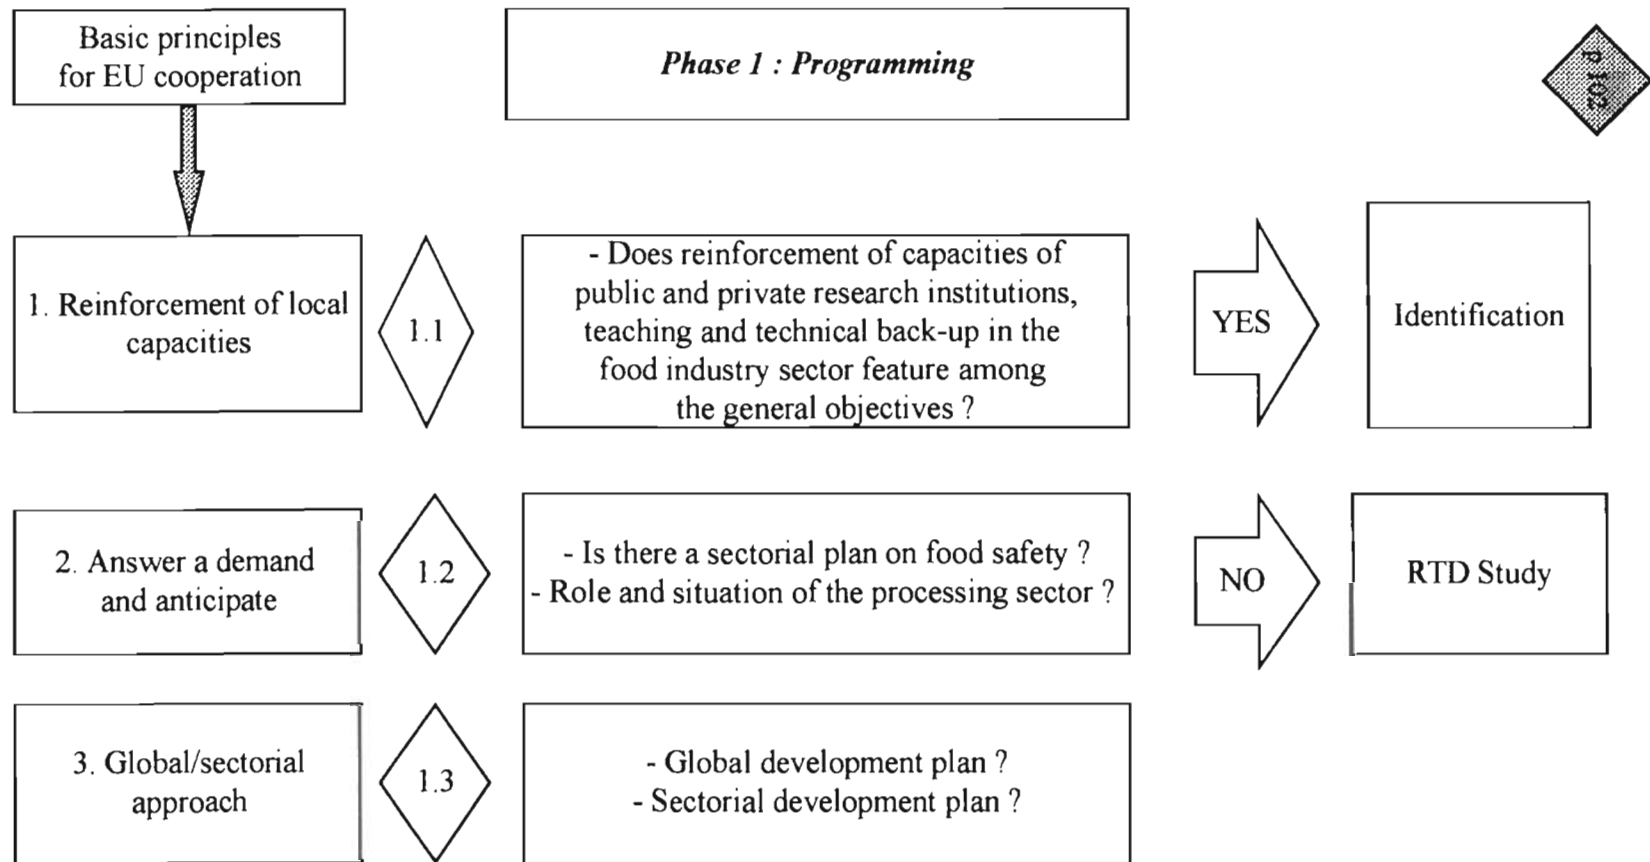 Basic principles
for EU cooperation
Phase 1 : Programming
p 102
1. Reinforcement of local
capacities
1.1
- Does reinforcement of capacities of
public and private research institutions,
teaching and technical back-up in the
food industry sector feature among
the general objectives ?
YES
Identification
2. Answer a demand
and anticipate
1.2
- Is there a sectorial plan on food safety ?
- Role and situation of the processing sector ?
NO
RTD Study
3. Global/sectorial
approach
1.3
- Global development plan ?
- Sectorial development plan ?